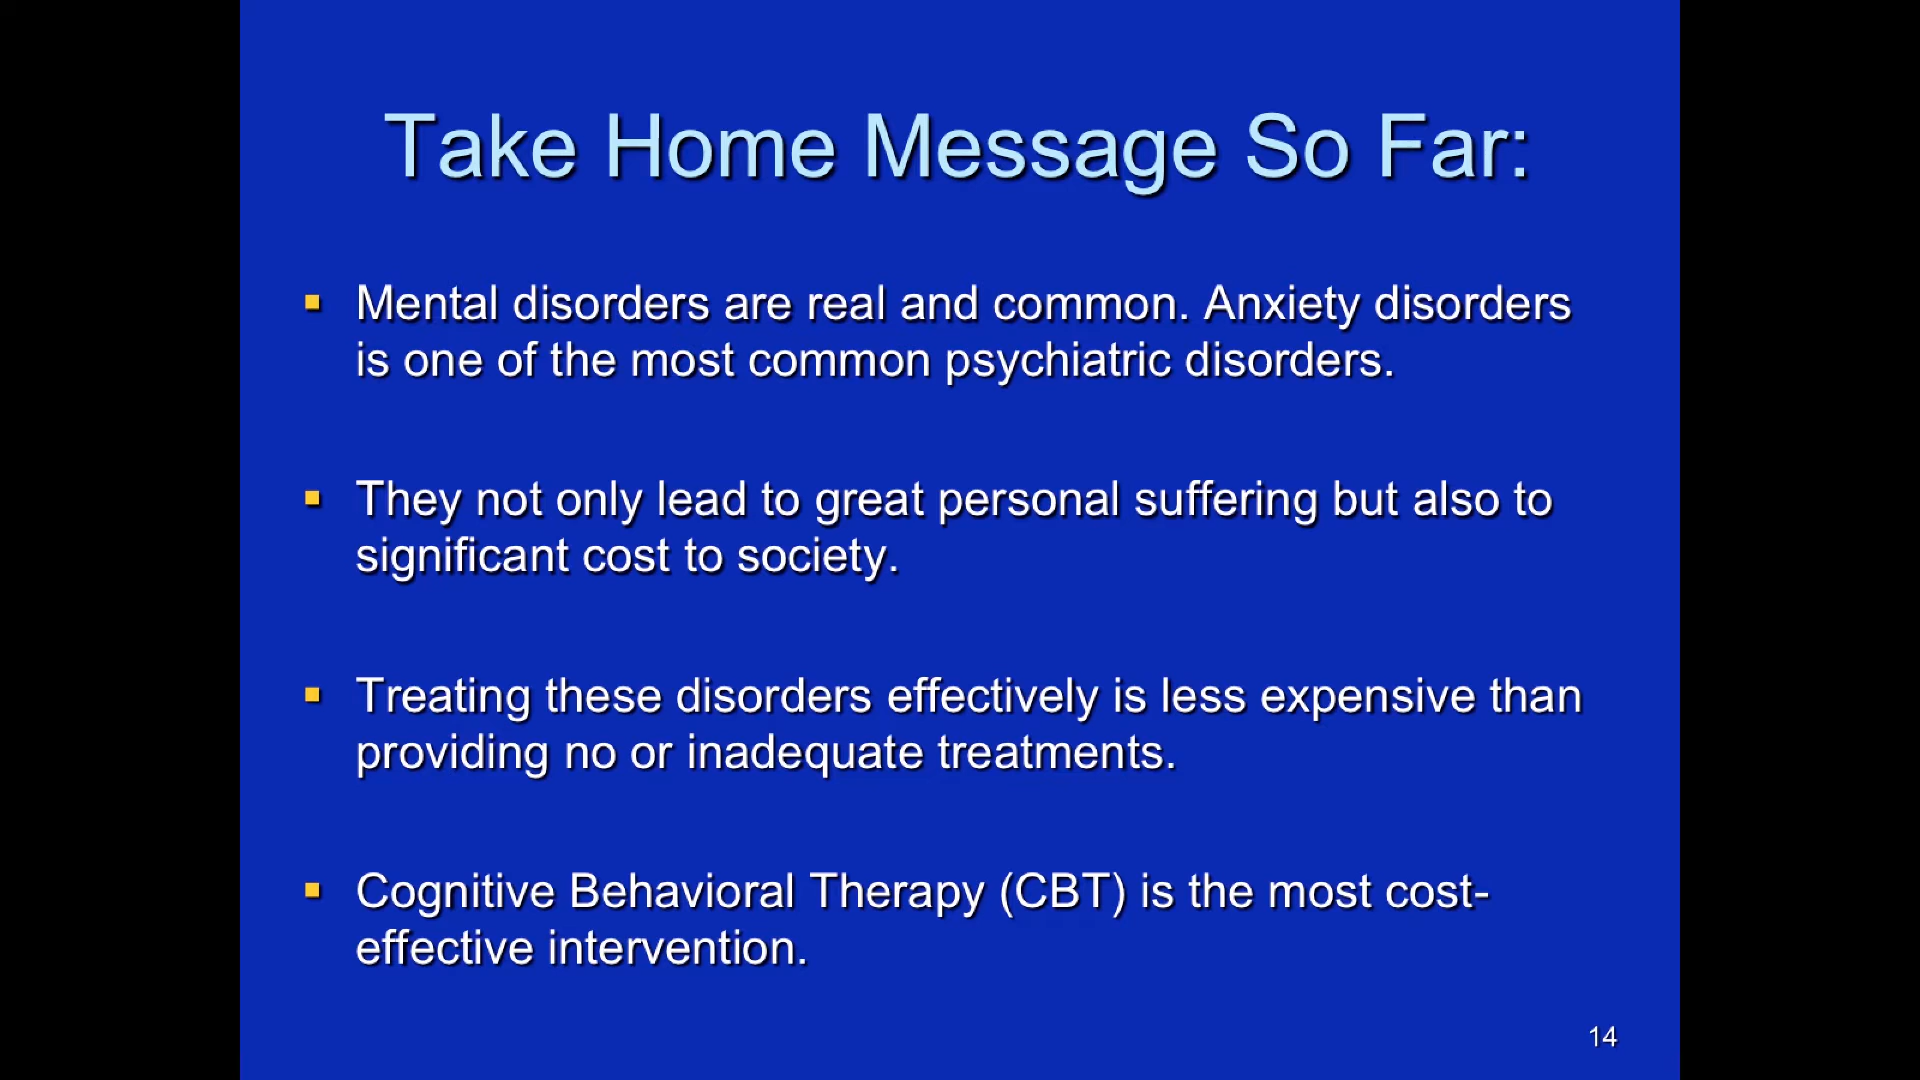 Take Home Message So Far:
▪ Mental disorders are real and common. Anxiety disorders
is one of the most common psychiatric disorders.
▪ They not only lead to great personal suffering but also to
significant cost to society.
▪ Treating these disorders effectively is less expensive than
providing no or inadequate treatments.
▪ Cognitive Behavioral Therapy (CBT) is the most cost-
effective intervention.
14